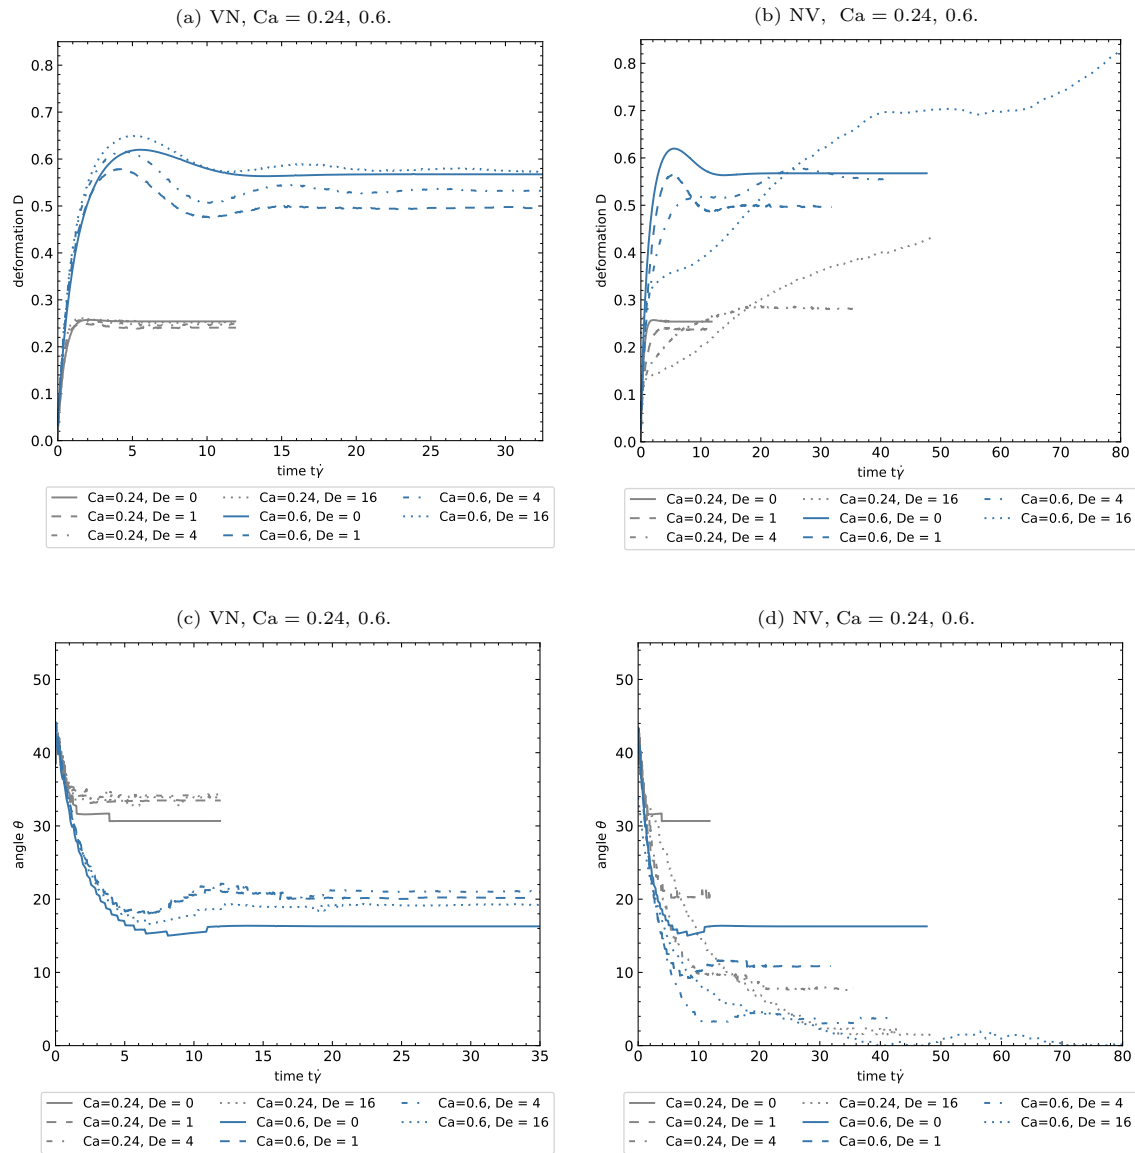 (a) VN, Ca = 0.24, 0.6.
0.8
0.7
0.6
0.5
0.4
0.3
0.2
0.1
0.0
deformation D
0 5 10 15 20 25 30
time tγ̇
Ca=0.24, De = 0
Ca=0.24, De = 1
Ca=0.24, De = 4
Ca=0.24, De = 16
Ca=0.6, De = 0
Ca=0.6, De = 1
Ca=0.6, De = 4
Ca=0.6, De = 16
(b) NV, Ca = 0.24, 0.6.
0.8
0.7
0.6
0.5
0.4
0.3
0.2
0.1
0.0
deformation D
0 10 20 30 40 50 60 70 80
time tγ̇
Ca=0.24, De = 0
Ca=0.24, De = 1
Ca=0.24, De = 4
Ca=0.24, De = 16
Ca=0.6, De = 0
Ca=0.6, De = 1
Ca=0.6, De = 4
Ca=0.6, De = 16
(c) VN, Ca = 0.24, 0.6.
50
40
30
20
10
0
angle θ
0 5 10 15 20 25 30 35
time tγ̇
Ca=0.24, De = 0
Ca=0.24, De = 1
Ca=0.24, De = 4
Ca=0.24, De = 16
Ca=0.6, De = 0
Ca=0.6, De = 1
Ca=0.6, De = 4
Ca=0.6, De = 16
(d) NV, Ca = 0.24, 0.6.
50
40
30
20
10
0
angle θ
0 10 20 30 40 50 60 70 80
time tγ̇
Ca=0.24, De = 0
Ca=0.24, De = 1
Ca=0.24, De = 4
Ca=0.24, De = 16
Ca=0.6, De = 0
Ca=0.6, De = 1
Ca=0.6, De = 4
Ca=0.6, De = 16